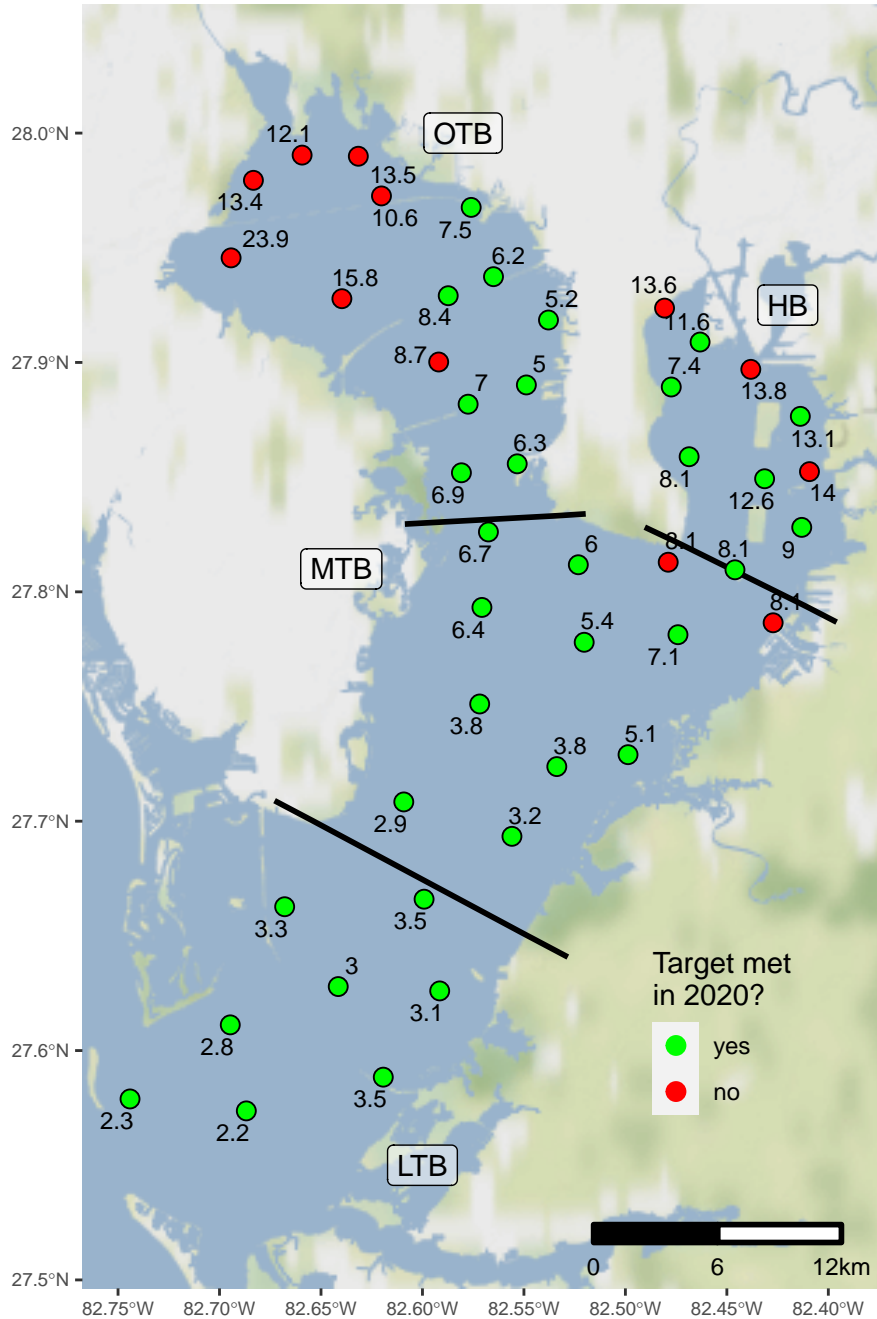 28.0°N
27.9°N
27.8°N
27.7°N
27.6°N
27.5°N
OTB
12.1
13.5
13.4
10.6
7.5
23.9
6.2
15.8
8.4
5.2
8.7
5
7
6.3
6.9
HB
13.6
11.6
7.4
13.8
13.1
8.1
12.6
14
9
MTB
6.7
6
8.1
8.1
8.1
6.4
5.4
7.1
3.8
3.8
5.1
2.9
3.2
3.3
3.5
3
3.1
2.8
2.3
2.2
3.5
LTB
Target met
in 2020?
yes
no
0 6 12km
82.75°W 82.70°W 82.65°W 82.60°W 82.55°W 82.50°W 82.45°W 82.40°W